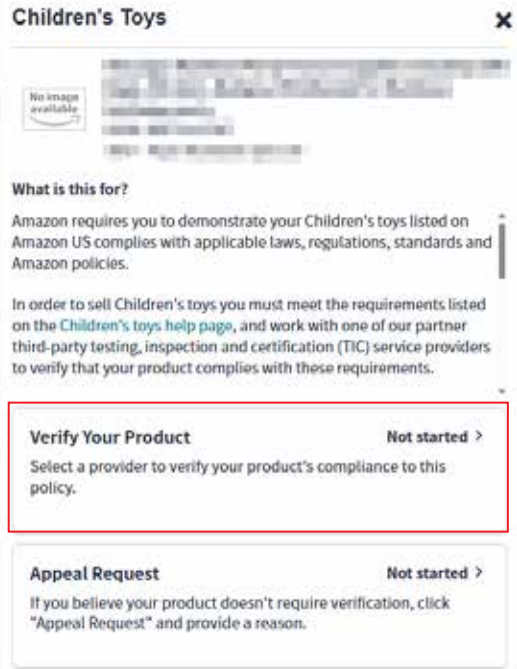 Children's Toys
No image
available
What is this for?
Amazon requires you to demonstrate your Children's toys listed on
Amazon US complies with applicable laws, regulations, standards and
Amazon policies.
In order to sell Children's toys you must meet the requirements listed
on the Children's toys help page, and work with one of our partner
third-party testing, inspection and certification (TIC) service providers
to verify that your product complies with these requirements.
Verify Your Product Not started >
Select a provider to verify your product's compliance to this
policy.
Appeal Request Not started >
If you believe your product doesn't require verification, click
"Appeal Request" and provide a reason.